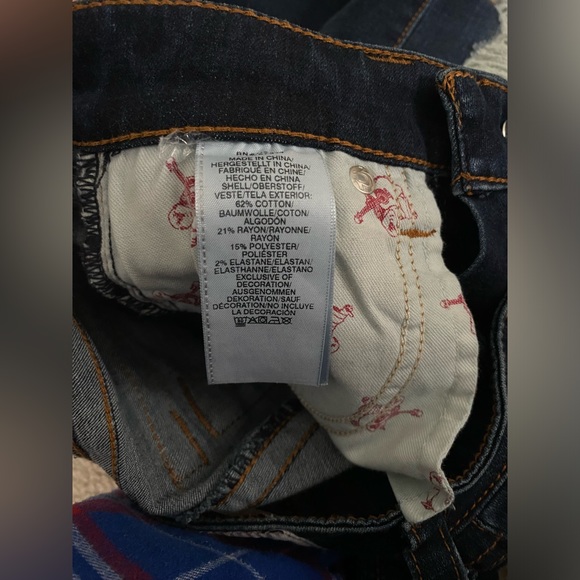 MADE IN CHINA/
HERGESTELLT IN CHINA/
FABRIQUÉ EN CHINE/
HECHO EN CHINA
SHELL/OBERSTOFF/
VESTE/TELA EXTERIOR:
62% COTTON/
BAUMWOLLE/COTON/
ALGODÓN
21% RAYON/RAYONNE/
RAYÓN
15% POLYESTER/
POLIÉSTER
2% ELASTANE/ELASTAN/
ELASTHANNE/ELASTANO
EXCLUSIVE OF
DECORATION/
AUSGENOMMEN
DEKORATION/SAUF
DÉCORATION/NO INCLUYE
LA DECORACIÓN